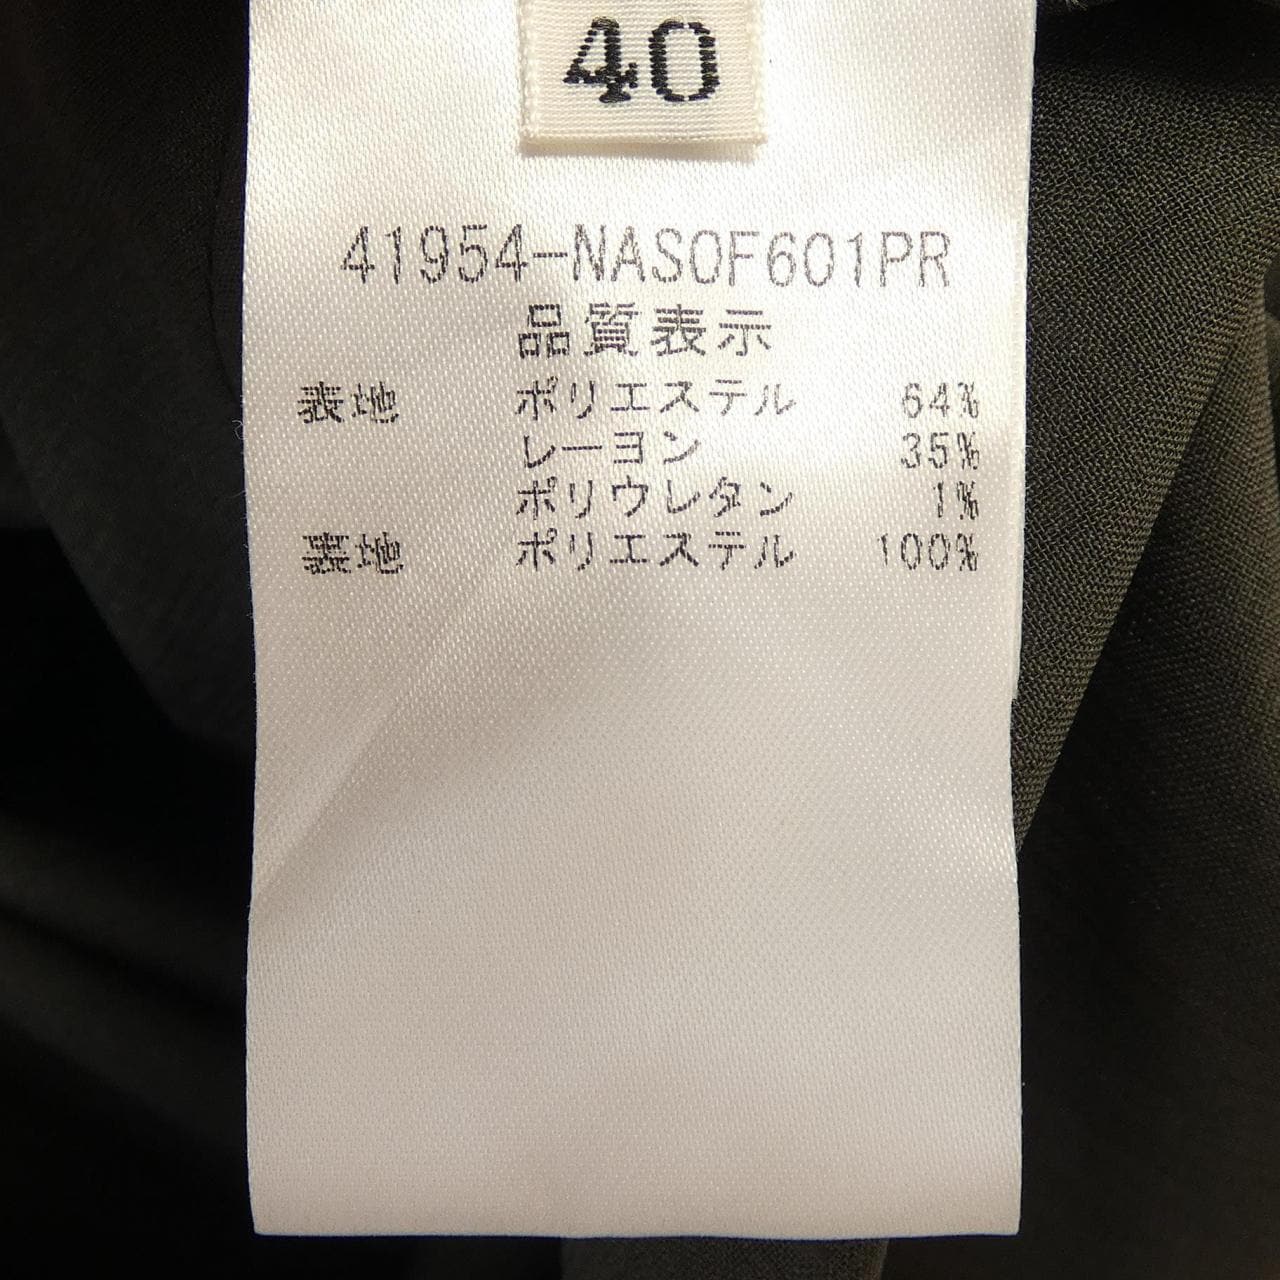 40
41954-NASOF601PR
品質表示
表地 ポリエステル 64%
レーヨン 35%
ポリウレタン 1%
裏地 ポリエステル 100%